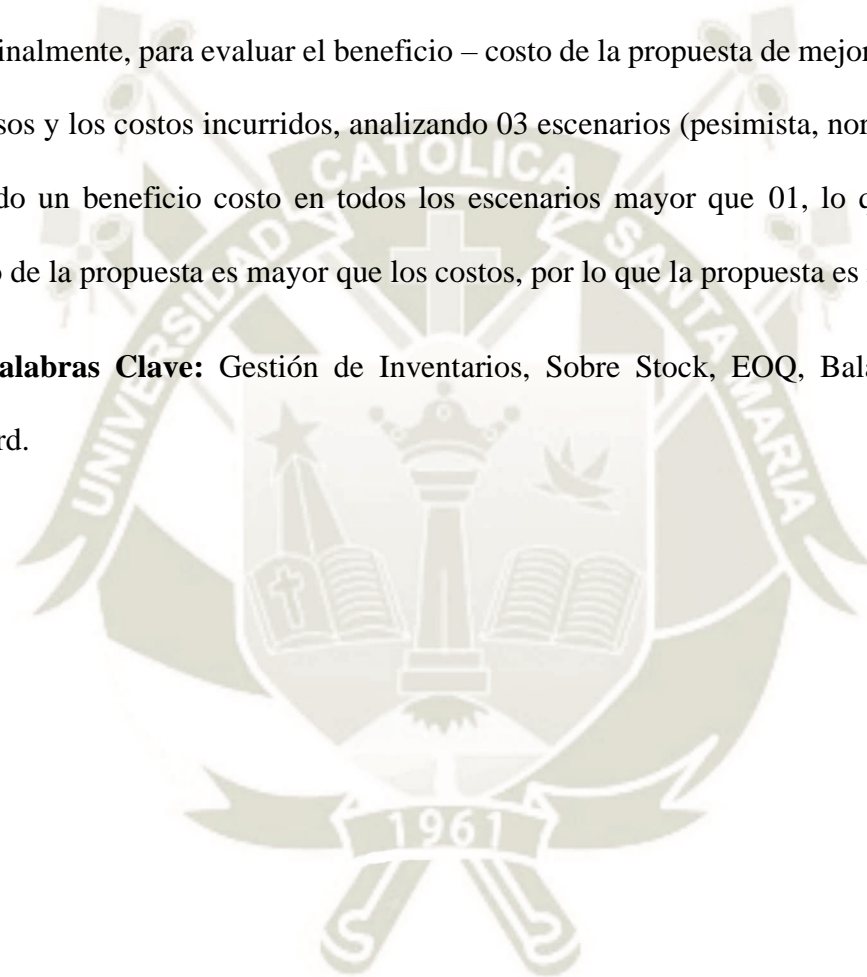 inalmente, para evaluar el beneficio – costo de la propuesta de mejor
sos y los costos incurridos, analizando 03 escenarios (pesimista, nor
do un beneficio costo en todos los escenarios mayor que 01, lo
o de la propuesta es mayor que los costos, por lo que la propuesta es
alabras Clave: Gestión de Inventarios, Sobre Stock, EOQ, Bala
rd.
UNIVERSIDAD CATÓLICA SANTA MARIA
1961